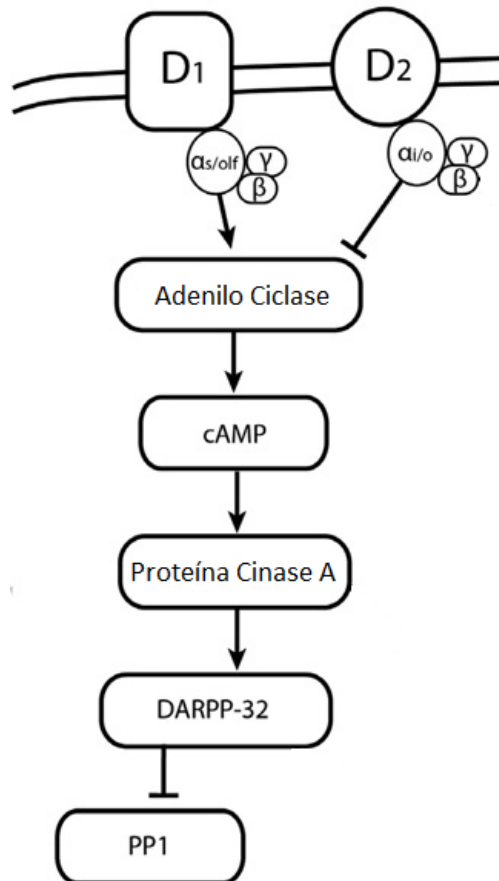 D1
D2
αs/olf
γ
β
αi/o
γ
β
Adenilo Ciclase
cAMP
Proteína Cinase A
DARPP-32
PP1